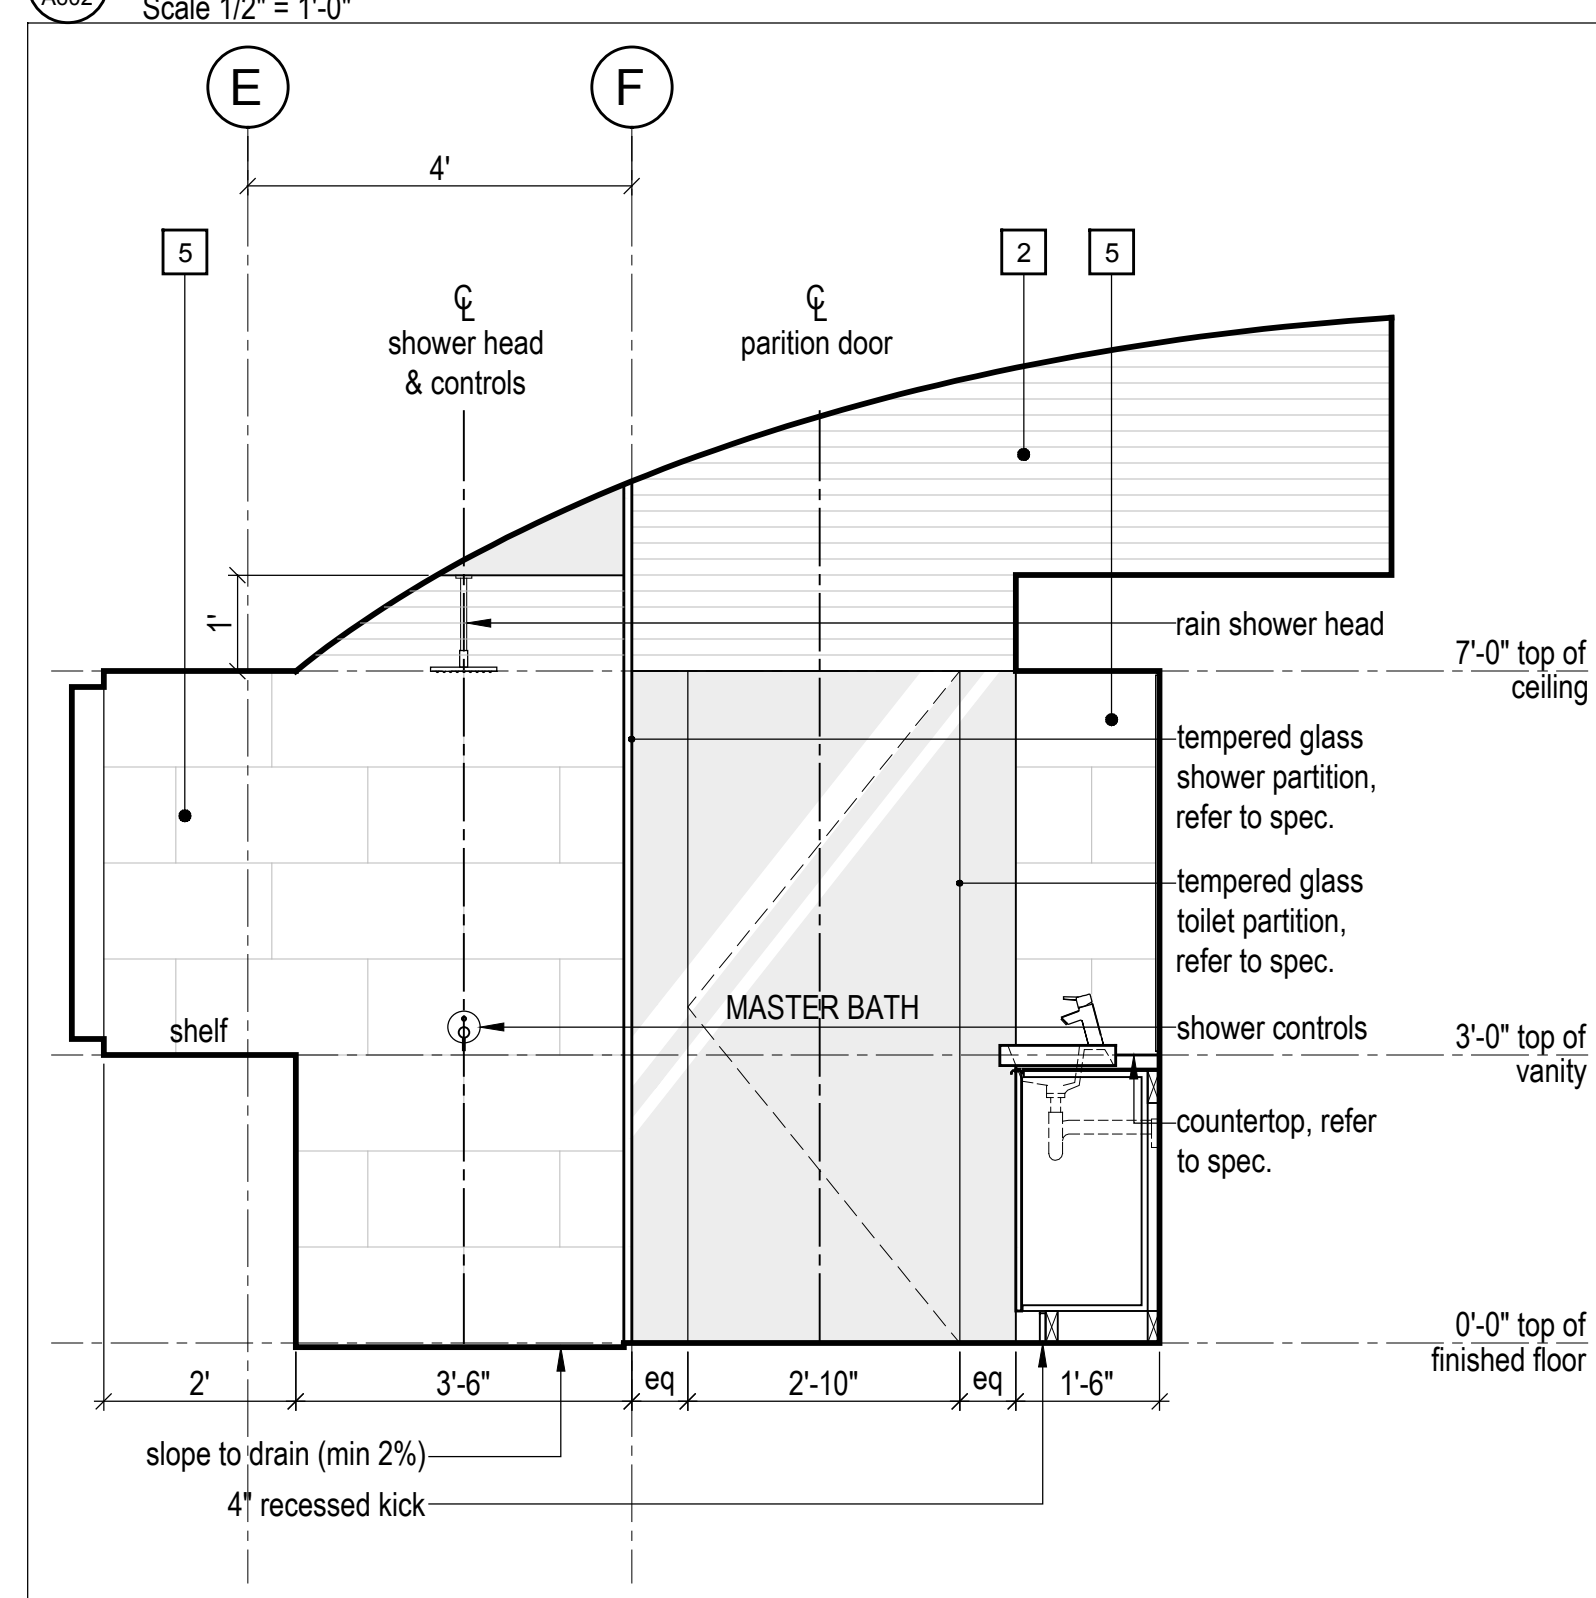 Scale 1/2" = 1'-0"
E
F
4'
5
2
5
℄
shower head
& controls
℄
parition door
1'
rain shower head
7'-0" top of
ceiling
tempered glass
shower partition,
refer to spec.
tempered glass
toilet partition,
refer to spec.
MASTER BATH
shelf
shower controls
3'-0" top of
vanity
countertop, refer
to spec.
0'-0" top of
finished floor
2'
3'-6"
eq
2'-10"
eq
1'-6"
slope to drain (min 2%)
4" recessed kick